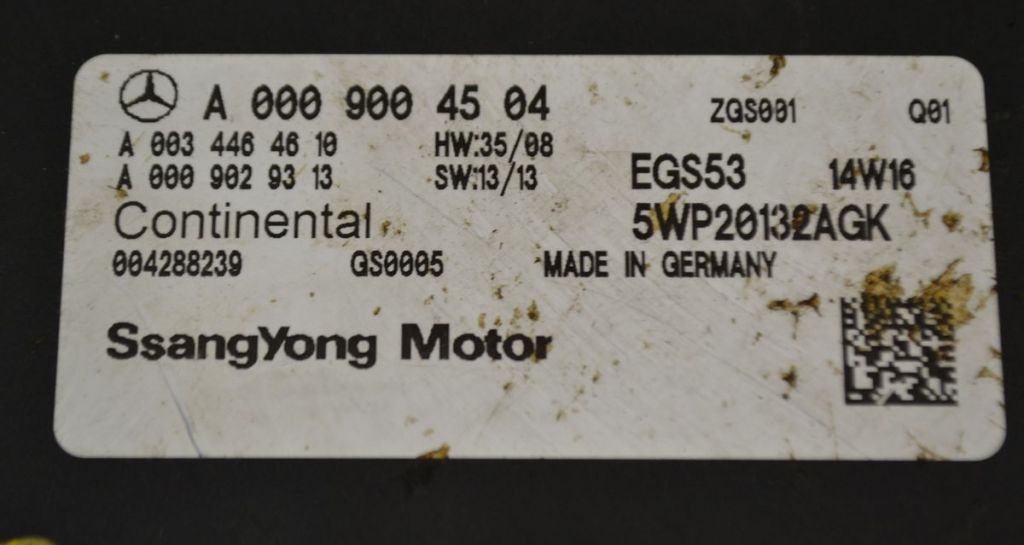 A 000 900 45 04 ZGS001 Q01
A 003 446 46 10 HW:35/08
A 000 902 93 13 SW:13/13 EGS53 14W16
Continental 5WP20132AGK
004288239 GS0005 MADE IN GERMANY
SsangYong Motor